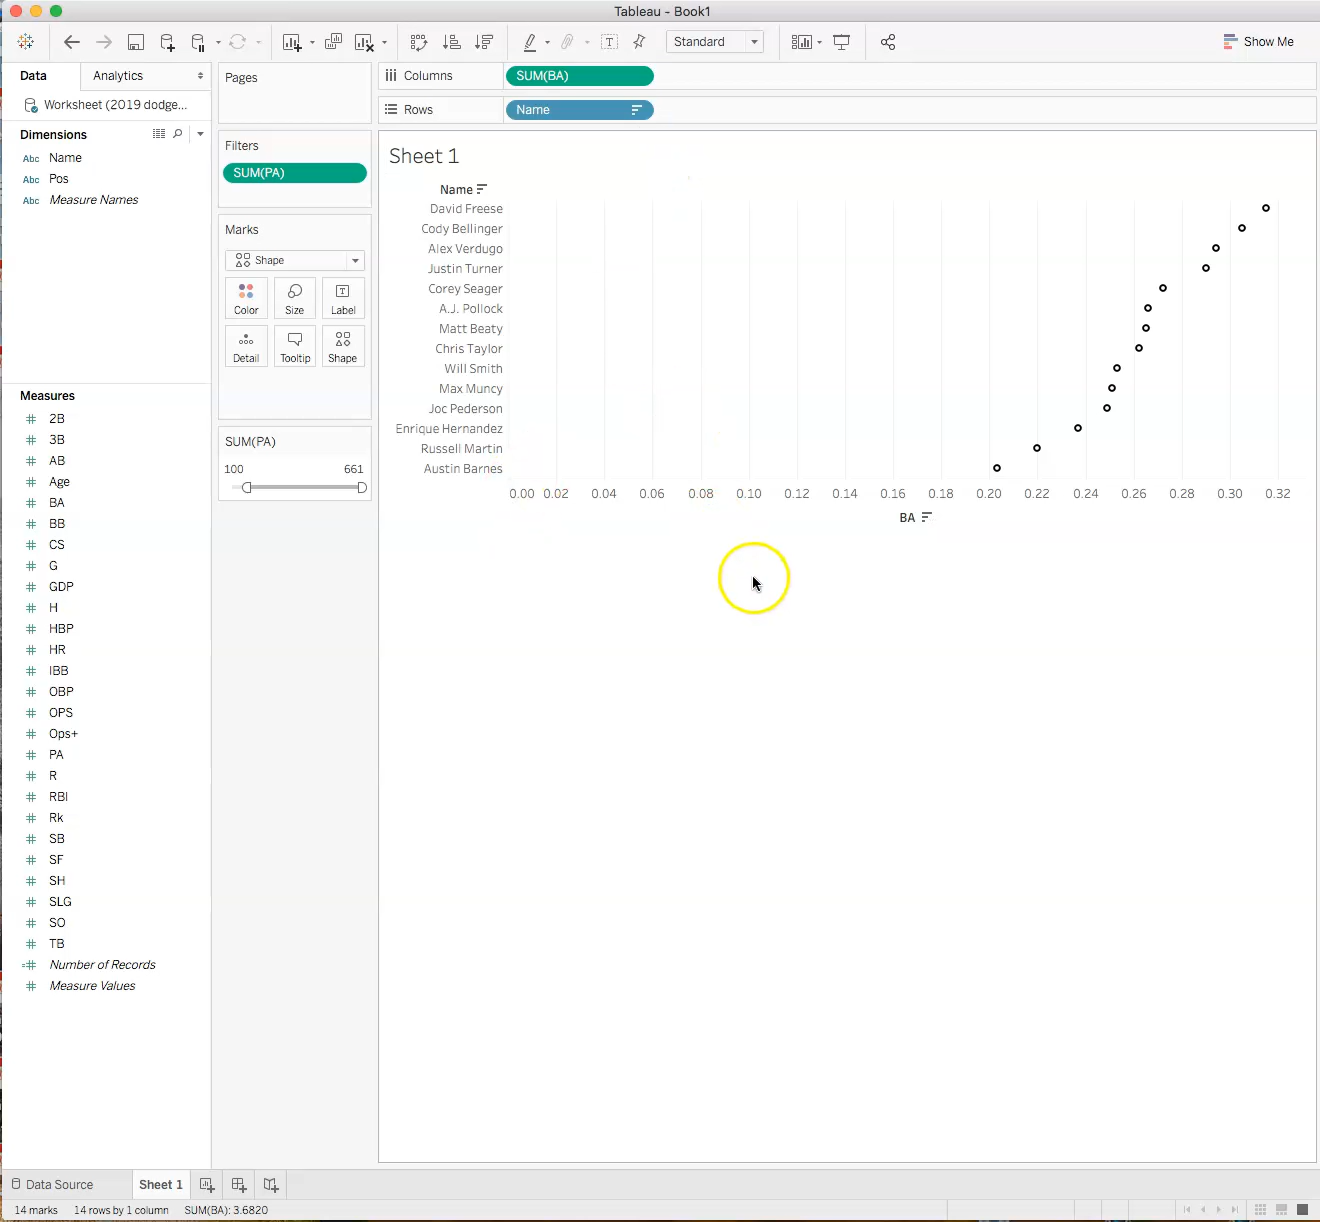 Tableau - Book1
Standard
Show Me
Data
Analytics
Worksheet (2019 dodge...
Dimensions
Abc Name
Abc Pos
Abc Measure Names
Measures
# 2B
# 3B
# AB
# Age
# BA
# BB
# CS
# G
# GDP
# H
# HBP
# HR
# IBB
# OBP
# OPS
# Ops+
# PA
# R
# RBI
# Rk
# SB
# SF
# SH
# SLG
# SO
# TB
=# Number of Records
# Measure Values
Pages
Filters
SUM(PA)
Marks
Shape
Color Size Label
Detail Tooltip Shape
SUM(PA)
100 661
Columns SUM(BA)
Rows Name
Sheet 1
Name
David Freese
Cody Bellinger
Alex Verdugo
Justin Turner
Corey Seager
A.J. Pollock
Matt Beaty
Chris Taylor
Will Smith
Max Muncy
Joc Pederson
Enrique Hernandez
Russell Martin
Austin Barnes
0.00 0.02 0.04 0.06 0.08 0.10 0.12 0.14 0.16 0.18 0.20 0.22 0.24 0.26 0.28 0.30 0.32
BA
Data Source Sheet 1
14 marks 14 rows by 1 column SUM(BA): 3.6820